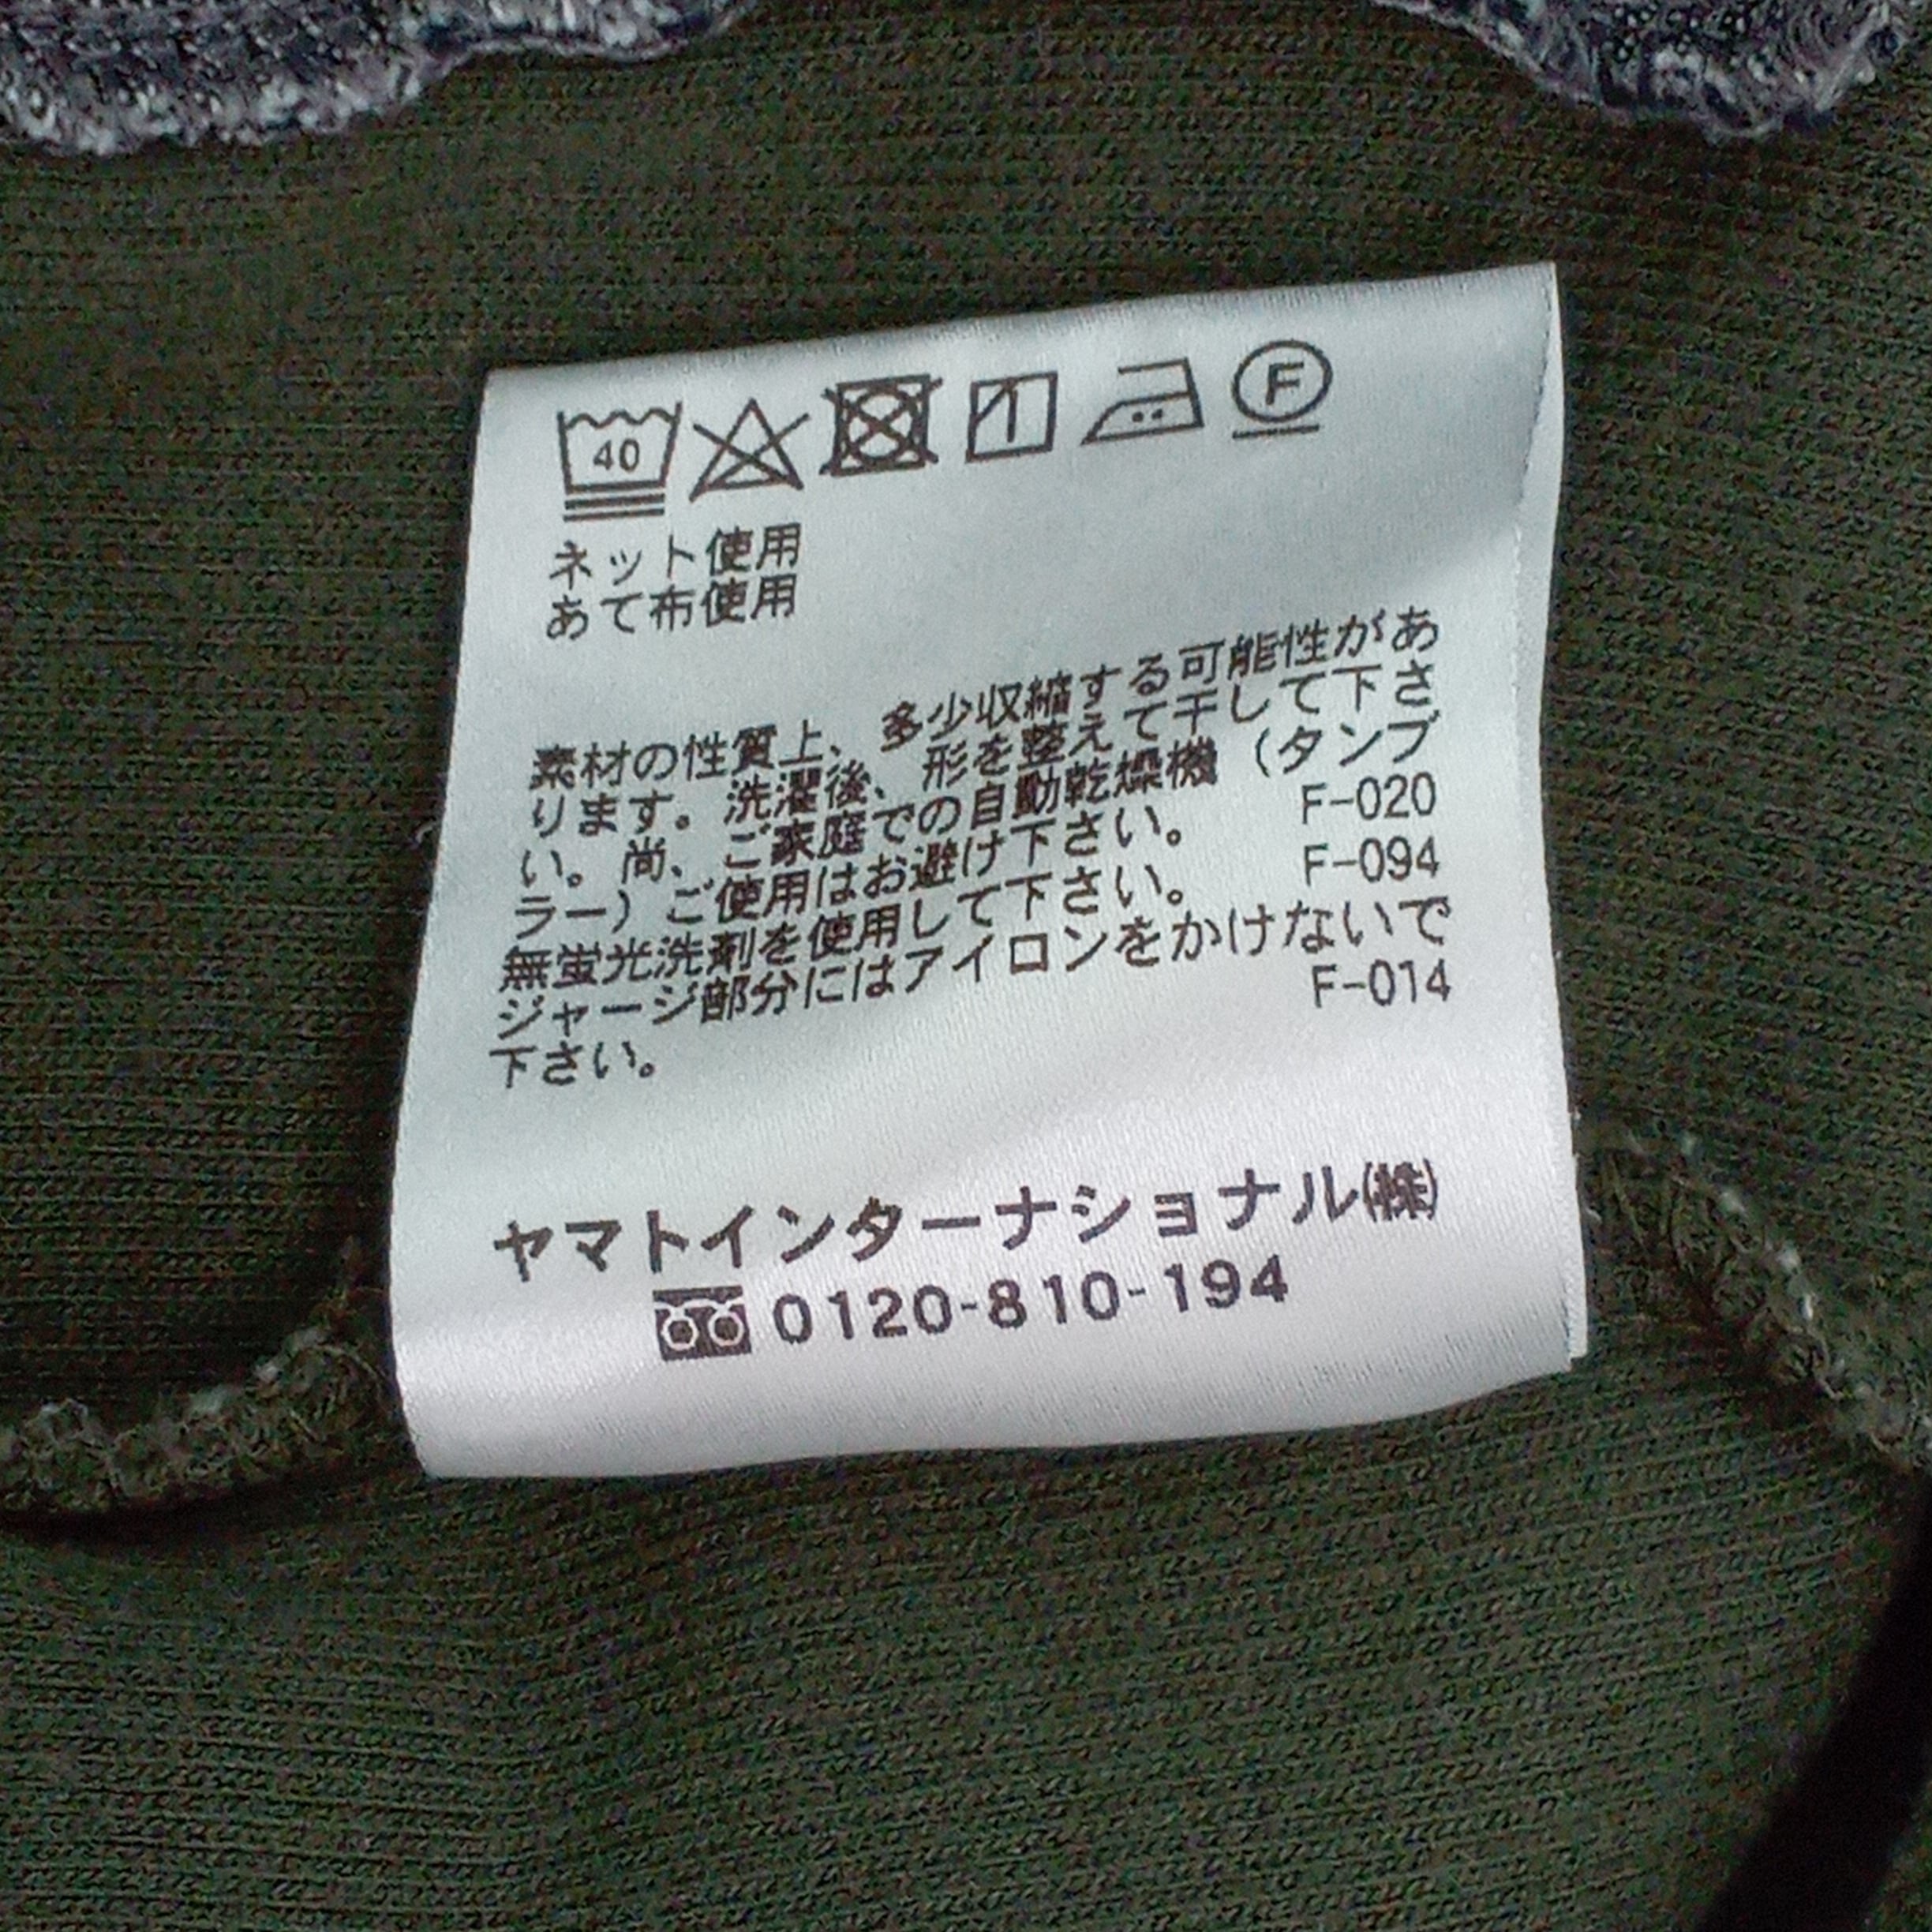 40 F
ネット使用
あて布使用
素材の性質上、多少収縮する可能性があ
ります。洗濯後、形を整えて干して下さ
い。尚、ご家庭での自動乾燥機（タンブ
ラー）ご使用はお避け下さい。 F-020
無蛍光洗剤を使用して下さい。 F-094
ジャージ部分にはアイロンをかけないで
下さい。 F-014
ヤマトインターナショナル㈱
0120-810-194